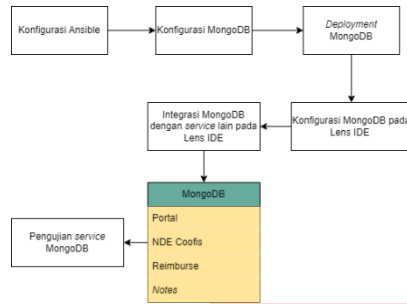 Konfigurasi Ansible
Konfigurasi MongoDB
Deployment
MongoDB
Integrasi MongoDB
dengan service lain pada
Lens IDE
Konfigurasi MongoDB pada
Lens IDE
MongoDB
Portal
NDE Coofis
Reimburse
Notes
Pengujian service
MongoDB